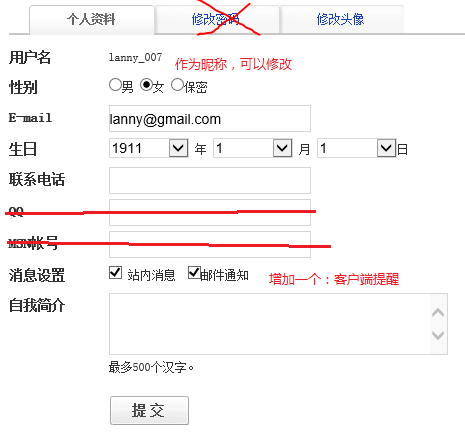 个人资料 修改密码 修改头像
用户名 lanny_007 作为昵称，可以修改
性别 男 女 保密
E-mail lanny@gmail.com
生日 1911 年 1 月 1 日
联系电话
QQ
MSN帐号
消息设置 站内消息 邮件通知 增加一个：客户端提醒
自我简介
最多500个汉字。
提 交